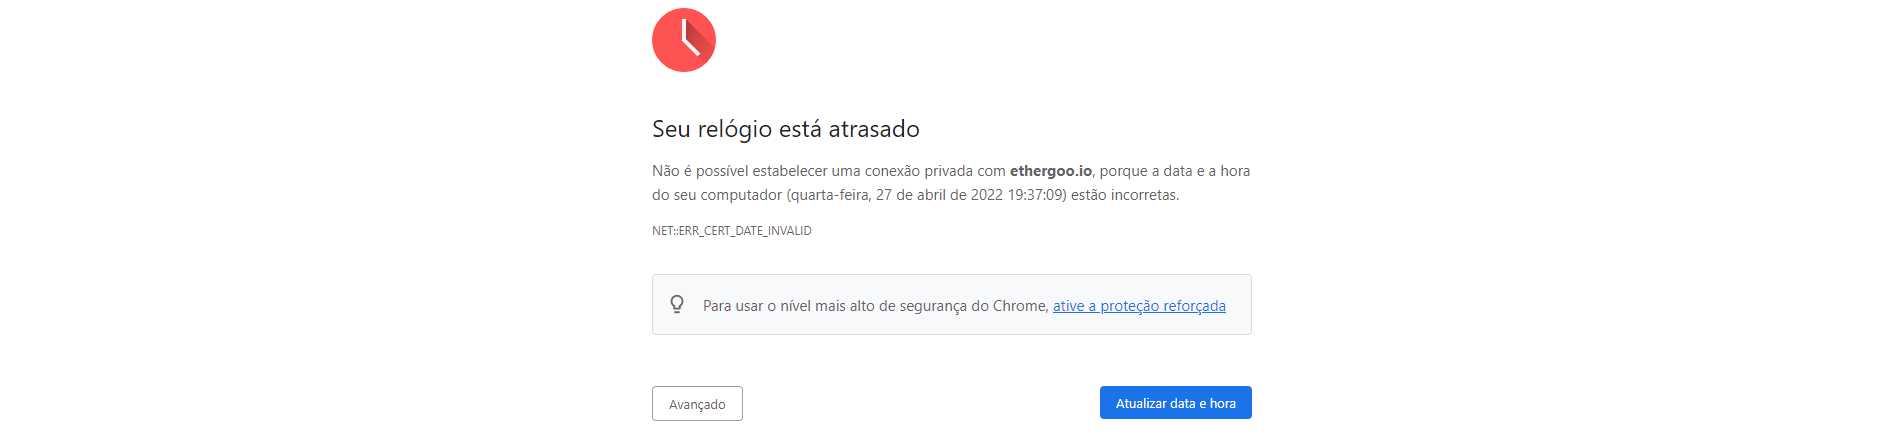 Seu relógio está atrasado
Não é possível estabelecer uma conexão privada com ethergoo.io, porque a data e a hora
do seu computador (quarta-feira, 27 de abril de 2022 19:37:09) estão incorretas.
NET::ERR_CERT_DATE_INVALID
Para usar o nível mais alto de segurança do Chrome, ative a proteção reforçada
Avançado
Atualizar data e hora